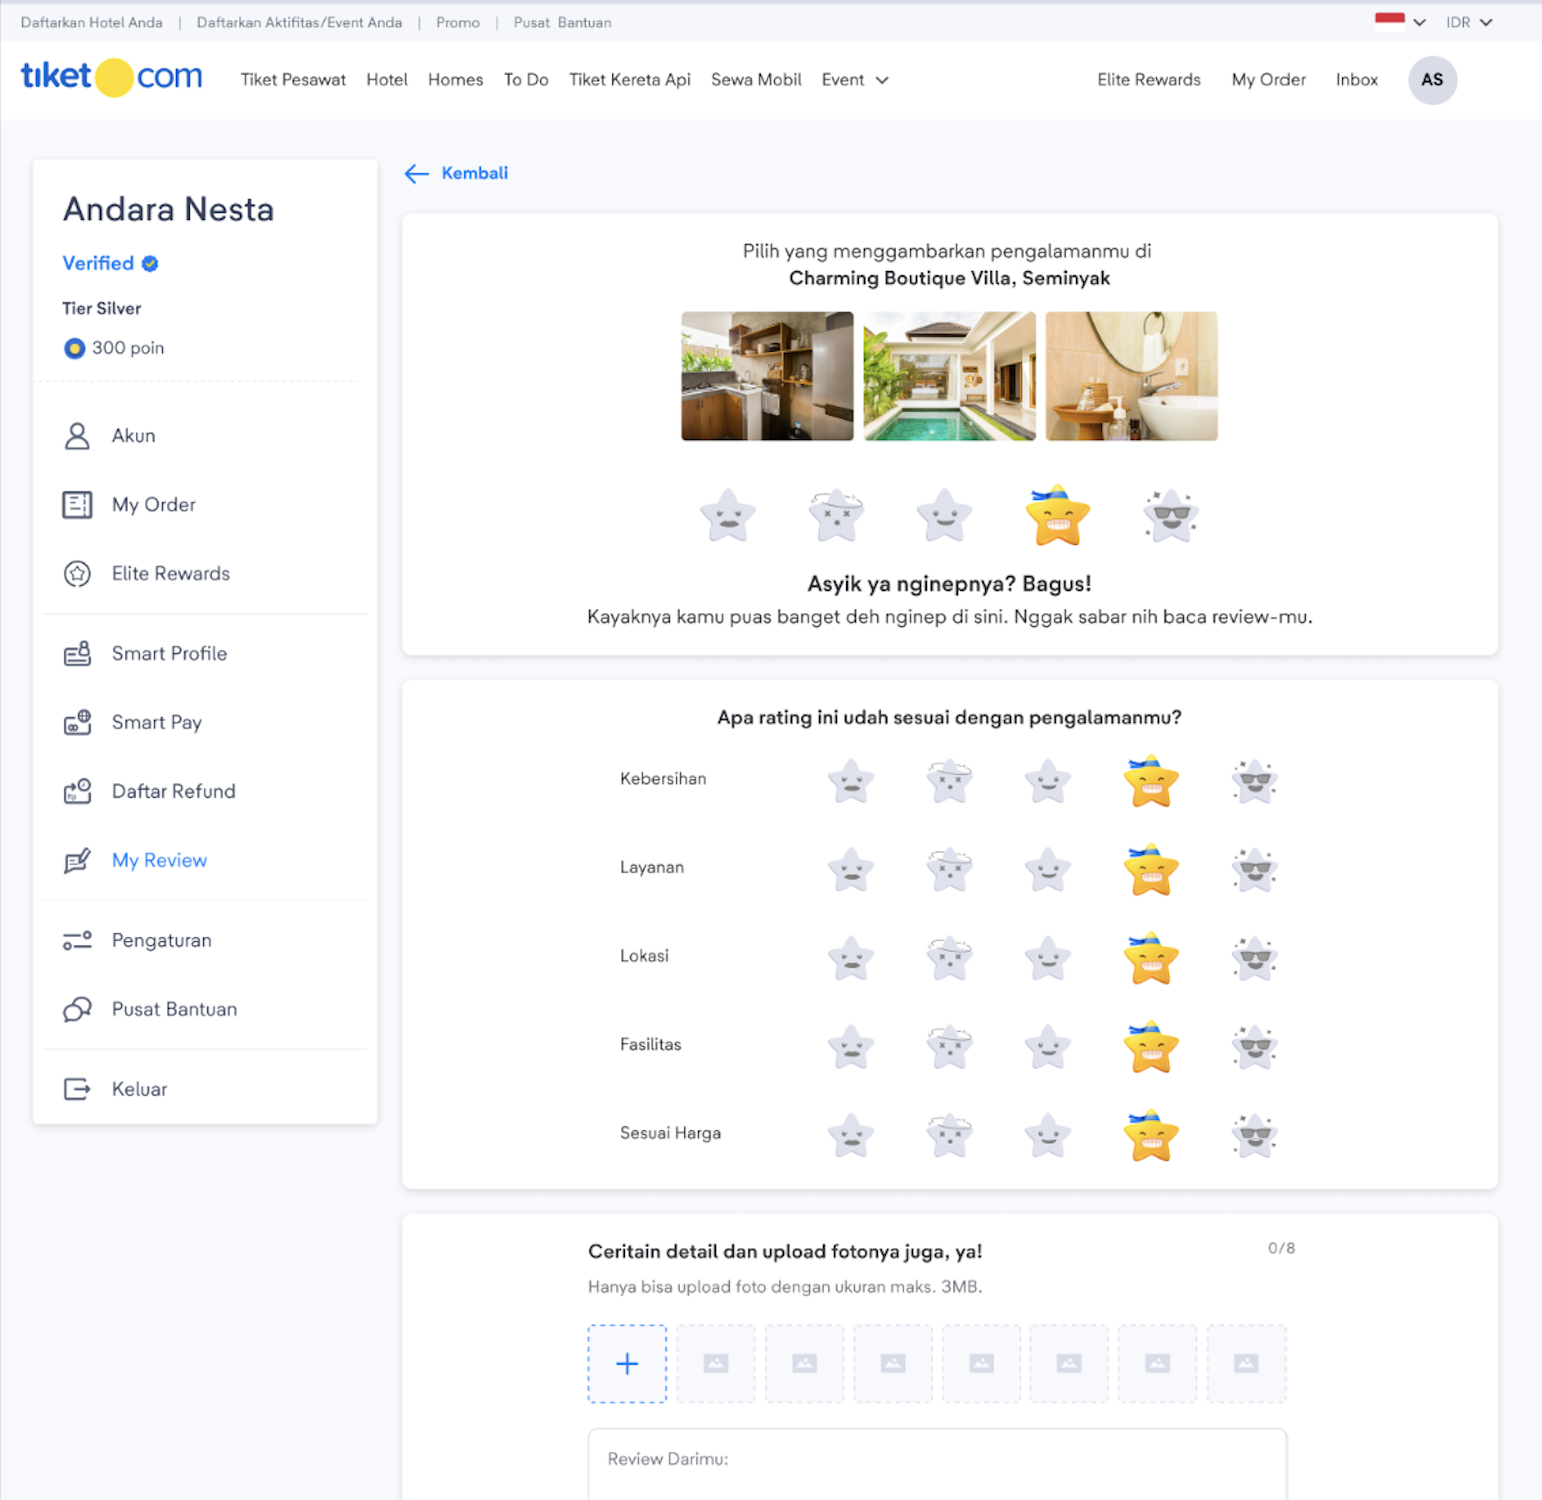 Daftarkan Hotel Anda | Daftarkan Aktifitas/Event Anda | Promo | Pusat Bantuan
IDR
tiket com
Tiket Pesawat Hotel Homes To Do Tiket Kereta Api Sewa Mobil Event
Elite Rewards My Order Inbox AS
Andara Nesta
Verified
Tier Silver
300 poin
Akun
My Order
Elite Rewards
Smart Profile
Smart Pay
Daftar Refund
My Review
Pengaturan
Pusat Bantuan
Keluar
Kembali
Pilih yang menggambarkan pengalamanmu di
Charming Boutique Villa, Seminyak
Asyik ya nginepnya? Bagus!
Kayaknya kamu puas banget deh nginep di sini. Nggak sabar nih baca review-mu.
Apa rating ini udah sesuai dengan pengalamanmu?
Kebersihan
Layanan
Lokasi
Fasilitas
Sesuai Harga
Ceritain detail dan upload fotonya juga, ya!
0/8
Hanya bisa upload foto dengan ukuran maks. 3MB.
Review Darimu: